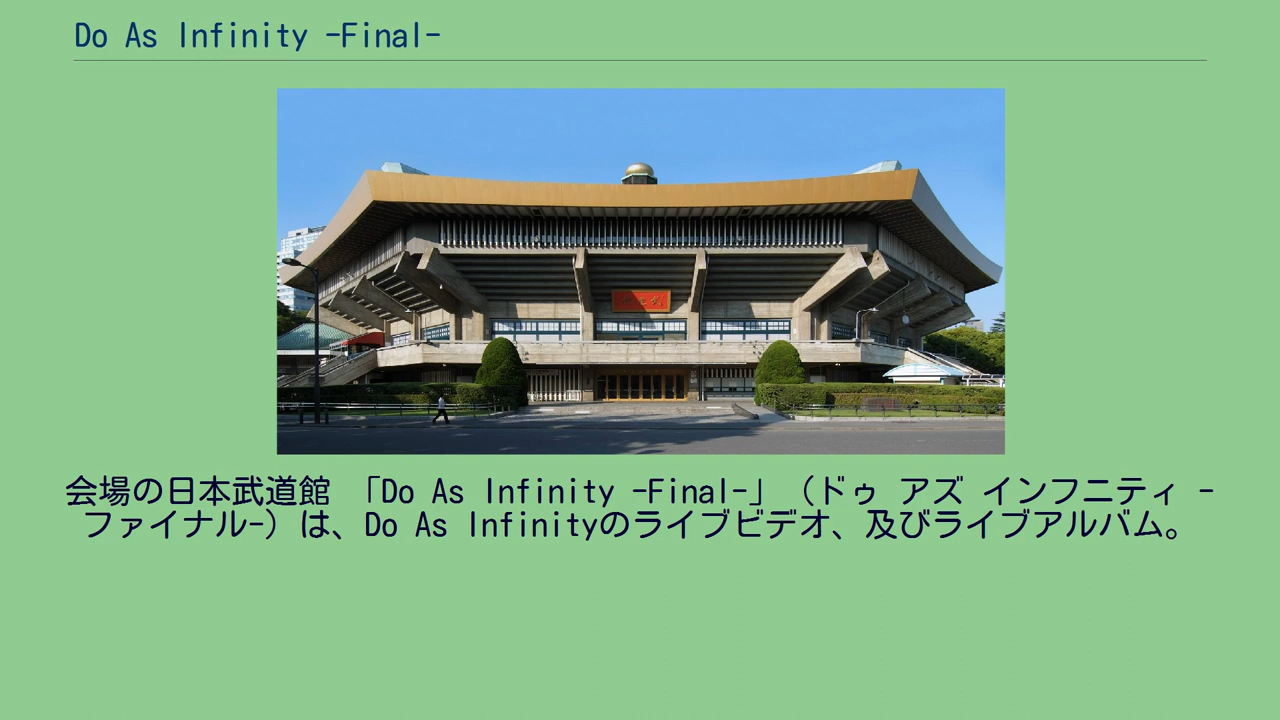 Do As Infinity -Final-
会場の日本武道館 「Do As Infinity -Final-」（ドゥ アズ インフニティ -
ファイナル-）は、Do As Infinityのライブビデオ、及びライブアルバム。